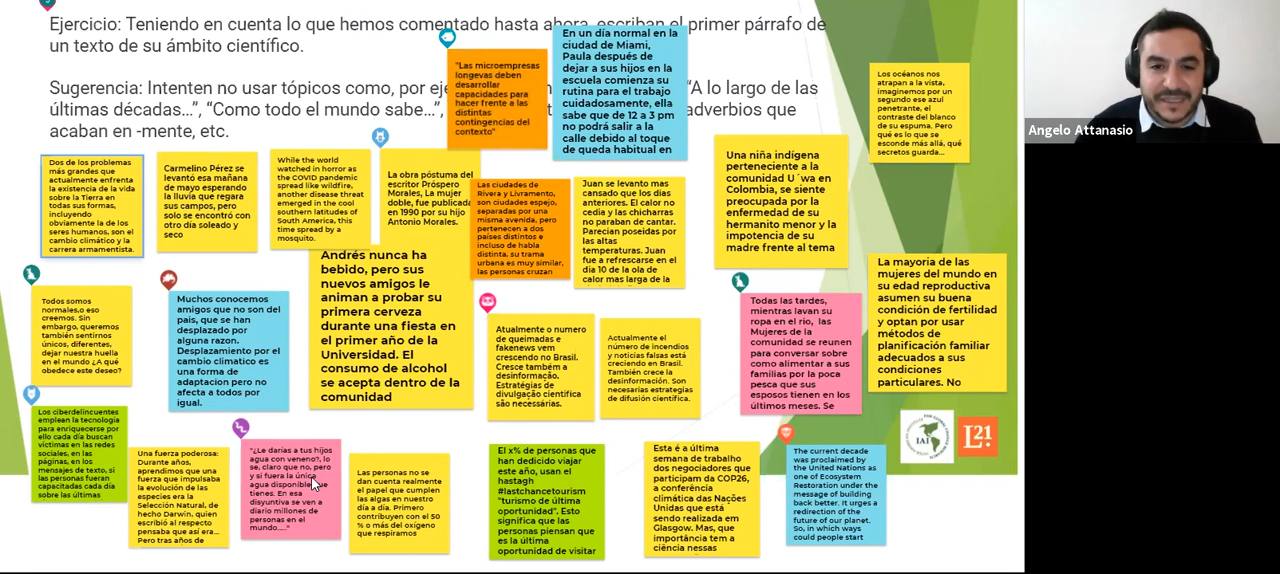 Ejercicio: Teniendo en cuenta lo que hemos comentado hasta ahora, escriban el primer párrafo de
un texto de su ámbito científico.
Sugerencia: Intenten no usar tópicos como, por eje
"A lo largo de las
últimas décadas…", "Como todo el mundo sabe…",
adverbios que
acaban en -mente, etc.
"Las microempresas
longevas deben
desarrollar
capacidades para
hacer frente a las
distintas
contingencias del
contexto"
En un día normal en la
ciudad de Miami,
Paula después de
dejar a sus hijos en la
escuela comienza su
rutina para el trabajo
cuidadosamente, ella
sabe que de 12 a 3 pm
no podrá salir a la
calle debido al toque
de queda habitual en
Los océanos nos
atrapan a la vista,
imaginemos por un
segundo ese azul
penetrante, el
contraste del blanco
de su espuma. Pero
qué es lo que se
esconde más allá, qué
secretos guarda...
Angelo Attanasio
Dos de los problemas
más grandes que
actualmente enfrenta
la existencia de la vida
sobre la Tierra en
todas sus formas,
incluyendo
obviamente la de los
seres humanos, son el
cambio climático y la
carrera armamentista.
Carmelino Pérez se
levantó esa mañana
de mayo esperando
la lluvia que regara
sus campos, pero
solo se encontró con
otro día soleado y
seco
While the world
watched in horror as
the COVID pandemic
spread like wildfire,
another disease threat
emerged in the cool
southern latitudes of
South America, this
time spread by a
mosquito.
La obra póstuma del
escritor Próspero
Morales, La mujer
doble, fue publicada
en 1990 por su hijo
Antonio Morales.
Las ciudades de
Rivera y Livramento,
son ciudades espejo,
separadas por una
misma avenida, pero
pertenecen a dos
países distintos e
incluso de habla
distinta, su trama
urbana es muy similar,
las personas cruzan
Juan se levanto mas
cansado que los dias
anteriores. El calor no
cedia y las chicharras
no paraban de cantar.
Parecian poseidas por
las altas
temperaturas. Juan
fue a refrescarse en el
dia 10 de la ola de
calor mas larga de la
Una niña indígena
perteneciente a la
comunidad U´wa en
Colombia, se siente
preocupada por la
enfermedad de su
hermanito menor y la
impotencia de su
madre frente al tema
La mayoria de las
mujeres del mundo en
su edad reproductiva
asumen su buena
condición de fertilidad
y optan por usar
métodos de
planificación familiar
adecuados a sus
condiciones
particulares. No
Todos somos
normales,o eso
creemos. Sin
embargo, queremos
también sentirnos
únicos, diferentes,
dejar nuestra huella
en el mundo ¿A qué
obedece este deseo?
Muchos conocemos
amigos que no son del
pais, que se han
desplazado por
alguna razon.
Desplazamiento por el
cambio climatico es
una forma de
adaptacion pero no
afecta a todos por
igual.
Andrés nunca ha
bebido, pero sus
nuevos amigos le
animan a probar su
primera cerveza
durante una fiesta en
el primer año de la
Universidad. El
consumo de alcohol
se acepta dentro de la
comunidad
Atualmente o numero
de queimadas e
fakenews vem
crescendo no Brasil.
Cresce também a
desinformação.
Estratégias de
divulgação científica
são necessárias.
Actualmente el
número de incendios
y noticias falsas está
creciendo en Brasil.
También crece la
desinformación. Son
necesarias estrategias
de difusión científica.
Todas las tardes,
mientras lavan su
ropa en el rio, las
Mujeres de la
comunidad se reunen
para conversar sobre
como alimentar a sus
familias por la poca
pesca que sus
esposos tienen en los
últimos meses. Se
Los ciberdelincuentes
emplean la tecnología
para enriquecerse por
ello cada día buscan
victimas en las redes
sociales, en las
páginas, en los
mensajes de texto, si
las personas fueran
capacitadas cada día
sobre las últimas
Una fuerza poderosa:
Durante años,
aprendimos que una
fuerza que impulsaba
la evolución de las
especies era la
Selección Natural, de
hecho Darwin, quien
escribió al respecto
pensaba que así era...
Pero tras años de
"¿Le darías a tus hijos
agua con veneno?, lo
se, claro que no, pero
y si fuera la única
agua disponible que
tienes. En esa
disyuntiva se ven a
diario millones de
personas en el
mundo...."
Las personas no se
dan cuenta realmente
el papel que cumplen
las algas en nuestro
día a día. Primero
contribuyen con el 50
% o más del oxígeno
que respiramos
El x% de personas que
han dedicido viajar
este año, usan el
hastagh
#lastchancetourism
"turismo de última
oportunidad". Esto
significa que las
personas piensan que
es la última
oportunidad de visitar
Esta é a última
semana de trabalho
dos negociadores que
participam da COP26,
a conferência
climática das Nações
Unidas que está
sendo realizada em
Glasgow. Mas, que
importância tem a
ciência nessas
The current decade
was proclaimed by
the United Nations as
one of Ecosystem
Restoration under the
message of building
back better. It urges a
redirection of the
future of our planet.
So, in which ways
could people start
IAI
L21